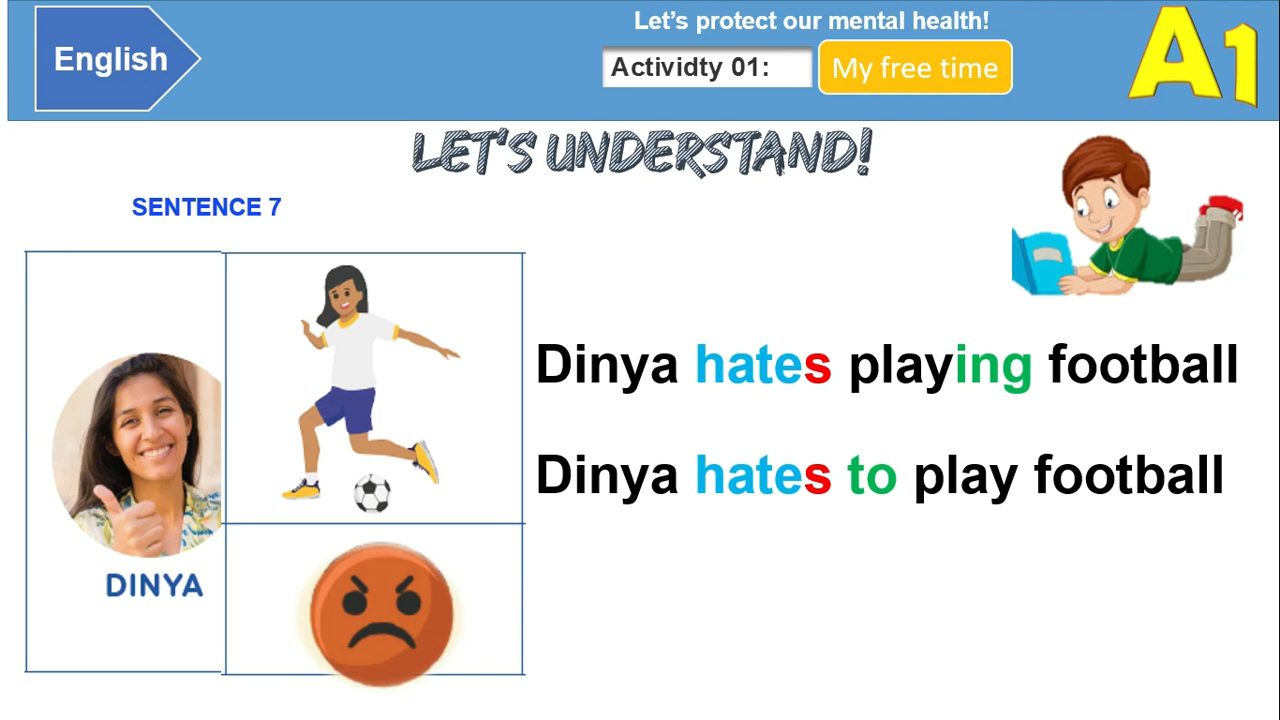 English
Let's protect our mental health!
Actividty 01:
My free time
A1
LET'S UNDERSTAND!
SENTENCE 7
DINYA
Dinya hates playing football
Dinya hates to play football